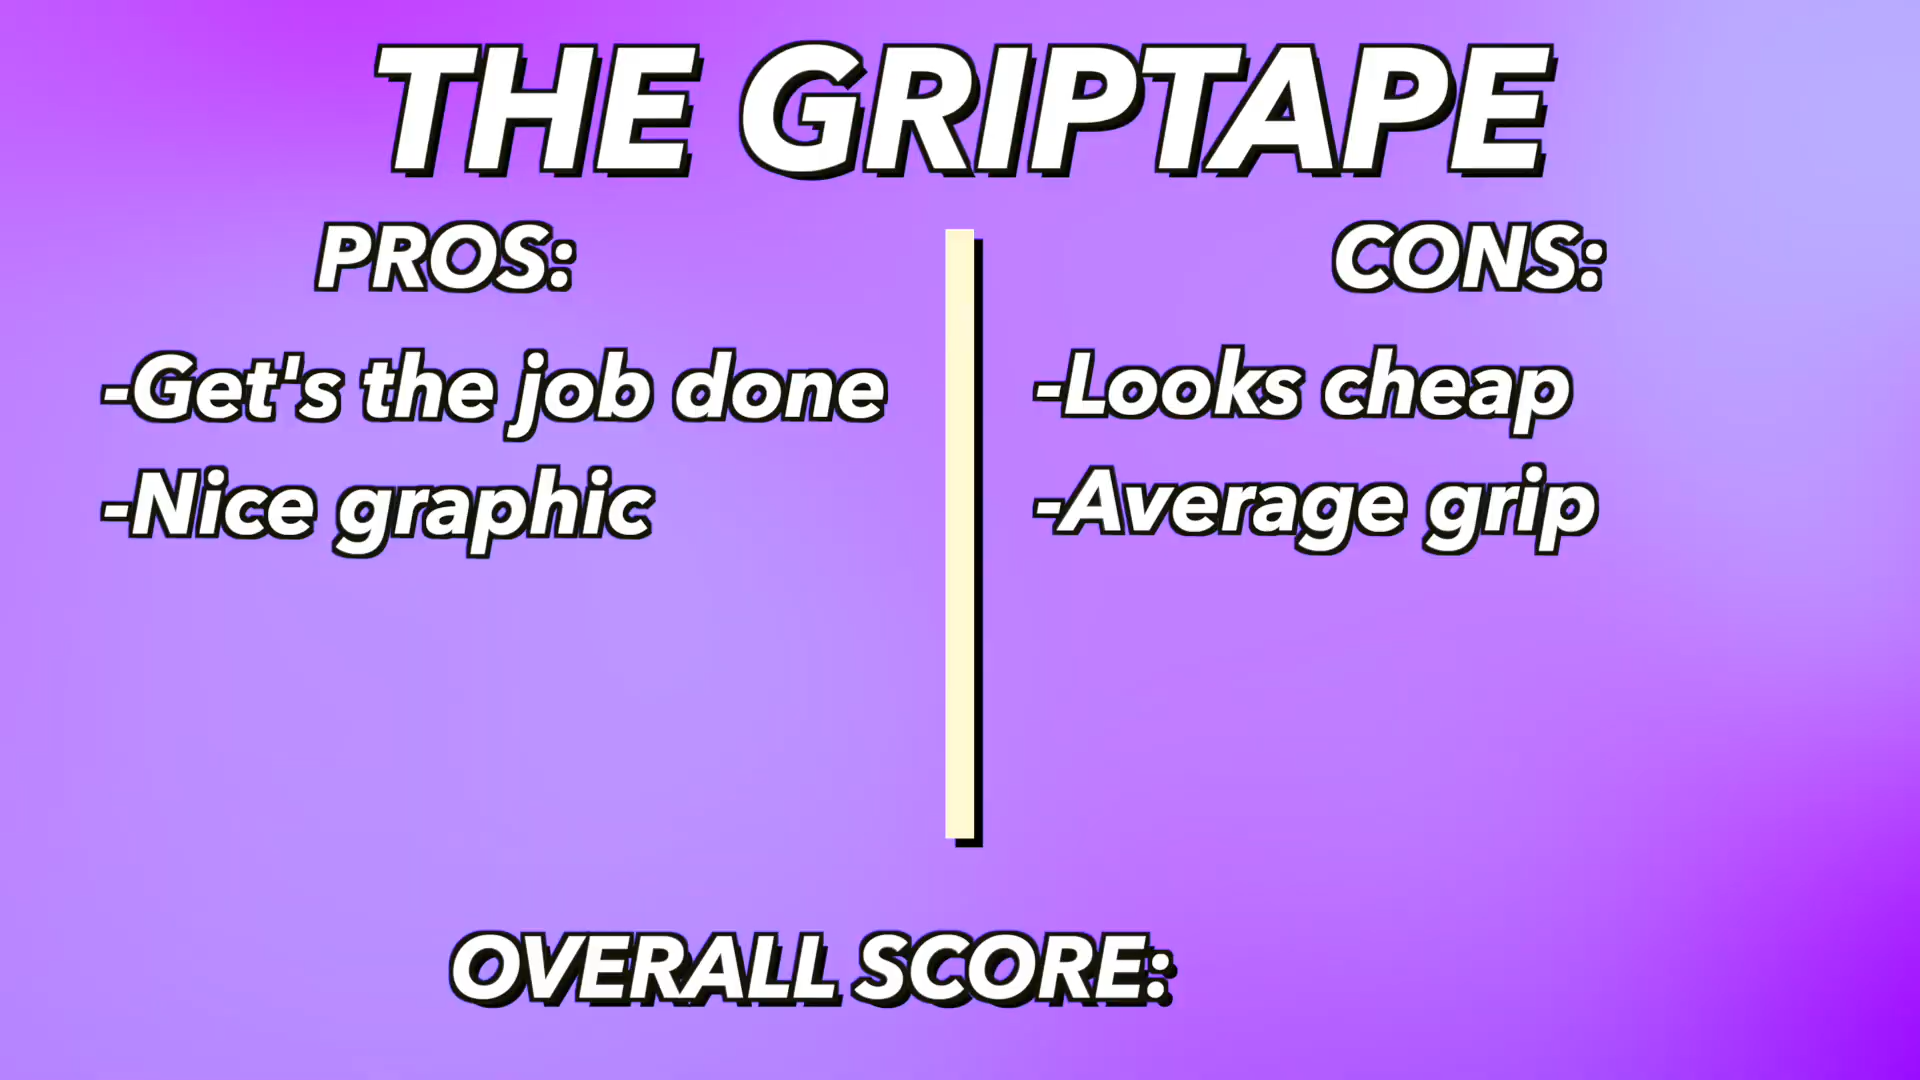 THE GRIPTAPE
PROS:
-Get's the job done
-Nice graphic
CONS:
-Looks cheap
-Average grip
OVERALL SCORE: